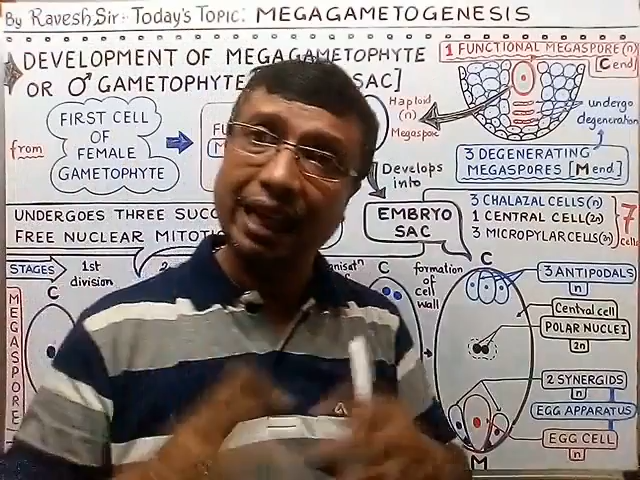 By Ravesh Sir:- Today's Topic: MEGAGAMETOGENESIS
DEVELOPMENT OF MEGAGAMETOPHYTE
OR ♂ GAMETOPHYTE SAC]
1 FUNCTIONAL MEGASPORE(n)
[C end]
undergo
degeneration
3 DEGENERATING
MEGASPORES [M end]
from
FIRST CELL
OF
FEMALE
GAMETOPHYTE
Haploid
(n)
Megaspore
Develops
into
EMBRYO
SAC
3 CHALAZAL CELLS(n)
1 CENTRAL CELL(2n)
3 MICROPYLAR CELLS(n)
7
cells
UNDERGOES THREE
FREE NUCLEAR
STAGES
1st
division
C
formation
of
cell
wall
C
C
MEGASPORE
3 ANTIPODALS
n
Central cell
POLAR NUCLEI
2n
2 SYNERGIDS
n
EGG APPARATUS
EGG CELL
n
M